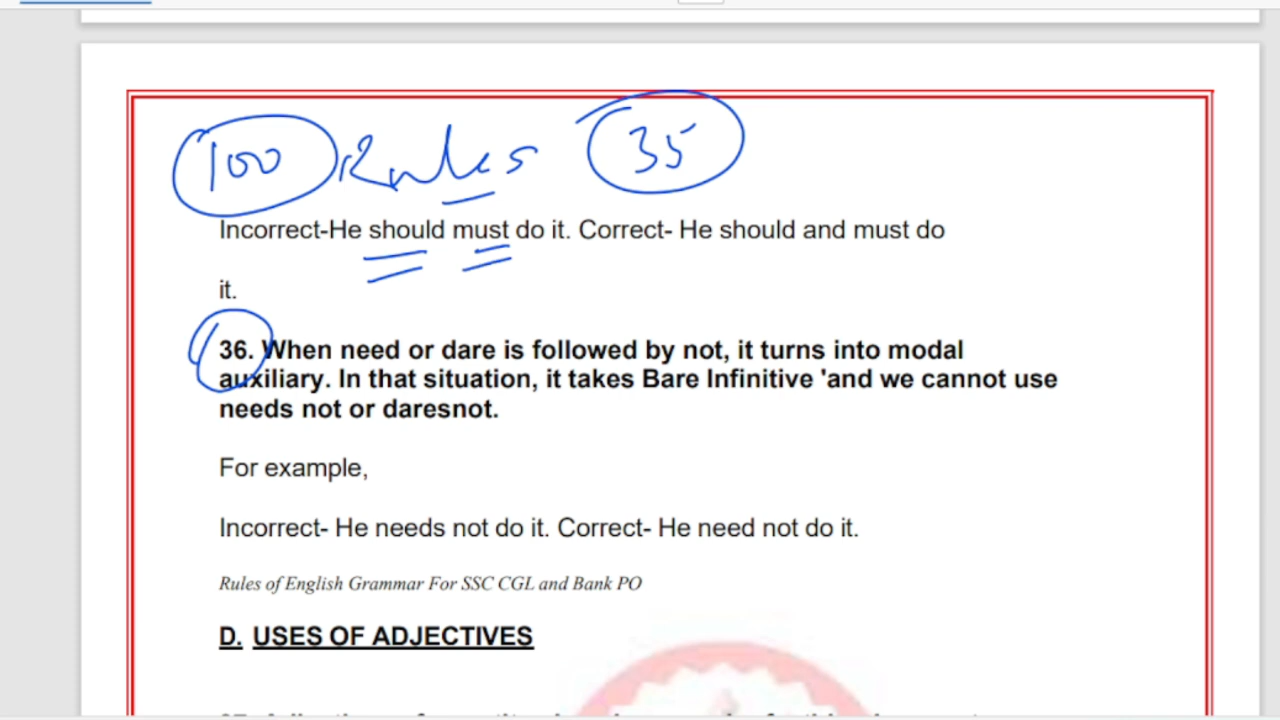 100 Rules 35
Incorrect-He should must do it. Correct- He should and must do
it.
36. When need or dare is followed by not, it turns into modal
auxiliary. In that situation, it takes Bare Infinitive 'and we cannot use
needs not or daresnot.
For example,
Incorrect- He needs not do it. Correct- He need not do it.
Rules of English Grammar For SSC CGL and Bank PO
D. USES OF ADJECTIVES